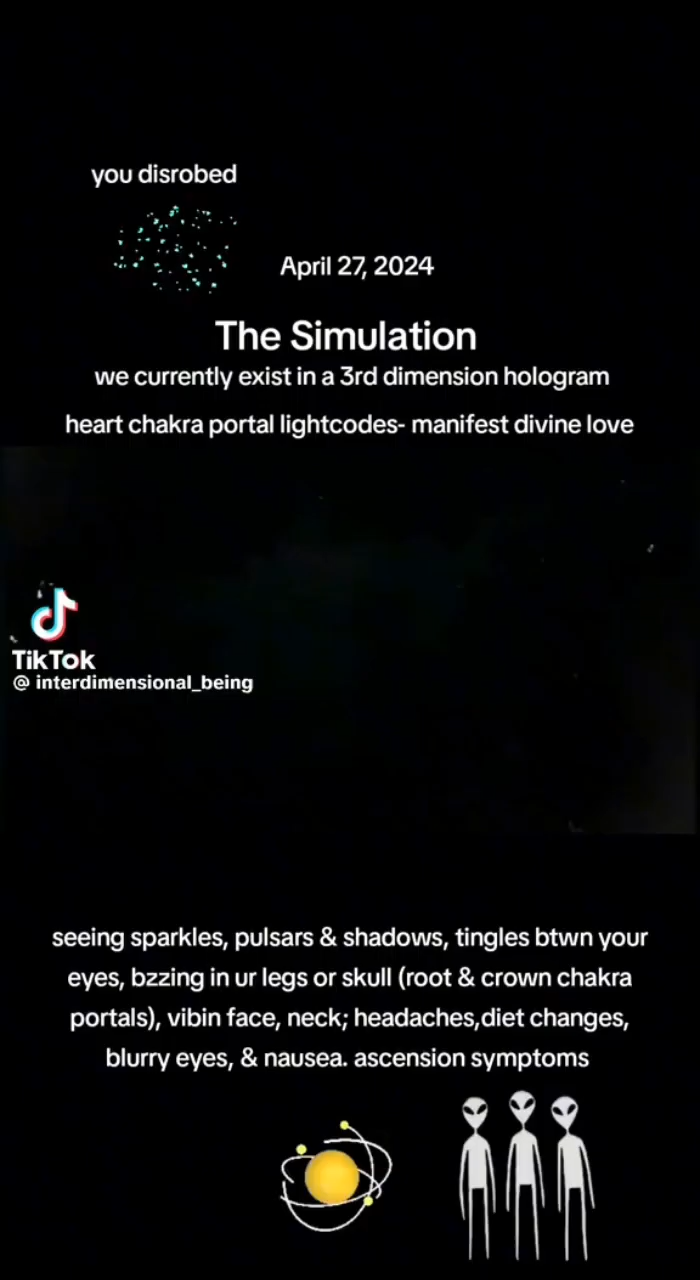 you disrobed
April 27, 2024
The Simulation
we currently exist in a 3rd dimension hologram
heart chakra portal lightcodes- manifest divine love
TikTok
@ interdimensional_being
seeing sparkles, pulsars & shadows, tingles btwn your
eyes, bzzing in ur legs or skull (root & crown chakra
portals), vibin face, neck; headaches,diet changes,
blurry eyes, & nausea. ascension symptoms